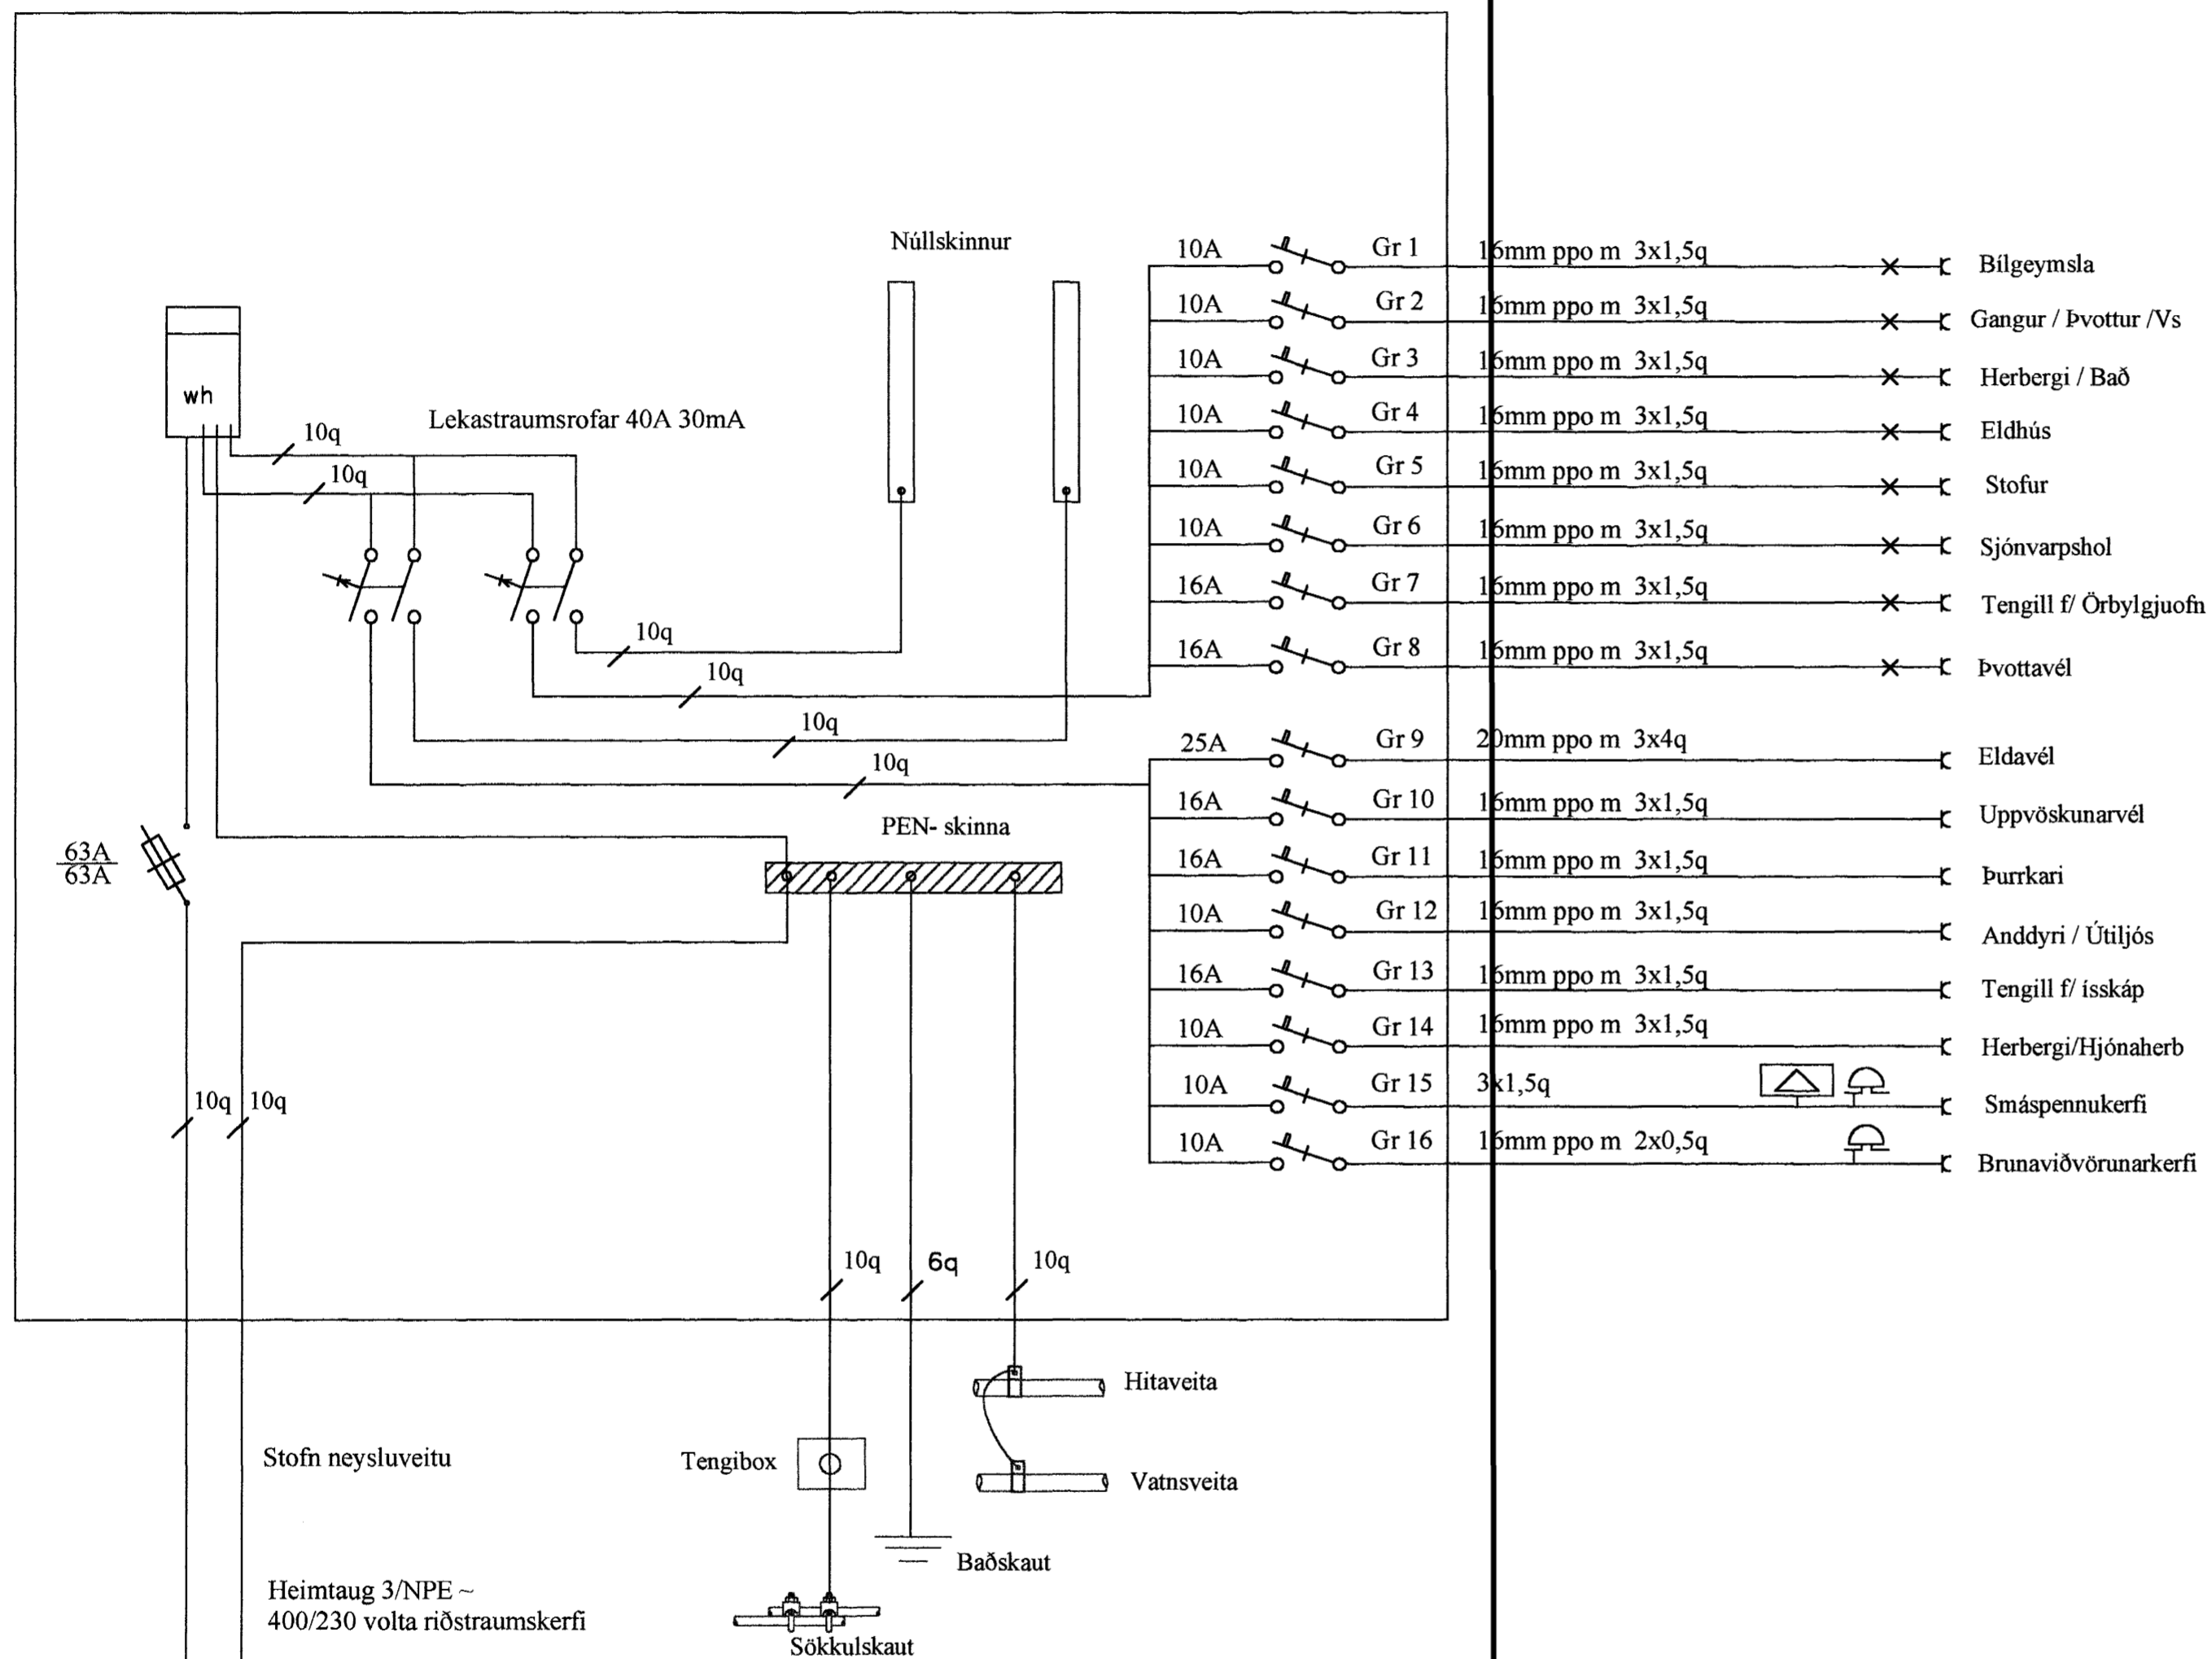 Núllskinnur
wh
Lekastraumsrofar 40A 30mA
10q
10q
10q
10q
10q
10q
63A
63A
PEN- skinna
10A Gr 1 16mm ppo m 3x1,5q Bílgeymsla
10A Gr 2 16mm ppo m 3x1,5q Gangur / Þvottur /Vs
10A Gr 3 16mm ppo m 3x1,5q Herbergi / Bað
10A Gr 4 16mm ppo m 3x1,5q Eldhús
10A Gr 5 16mm ppo m 3x1,5q Stofur
10A Gr 6 16mm ppo m 3x1,5q Sjónvarpshol
16A Gr 7 16mm ppo m 3x1,5q Tengill f/ Örbylgjuofn
16A Gr 8 16mm ppo m 3x1,5q Þvottavél
25A Gr 9 20mm ppo m 3x4q Eldavél
16A Gr 10 16mm ppo m 3x1,5q Uppvöskunarvél
16A Gr 11 16mm ppo m 3x1,5q Þurrkari
10A Gr 12 16mm ppo m 3x1,5q Anddyri / Útiljós
16A Gr 13 16mm ppo m 3x1,5q Tengill f/ ísskáp
10A Gr 14 16mm ppo m 3x1,5q Herbergi/Hjónaherb
10A Gr 15 3x1,5q Smáspennukerfi
10A Gr 16 16mm ppo m 2x0,5q Brunaviðvörunarkerfi
10q 10q
10q 6q 10q
Hitaveita
Stofn neysluveitu
Tengibox
Vatnsveita
Baðskaut
Heimtaug 3/NPE ~
400/230 volta riðstraumskerfi
Sökkulskaut